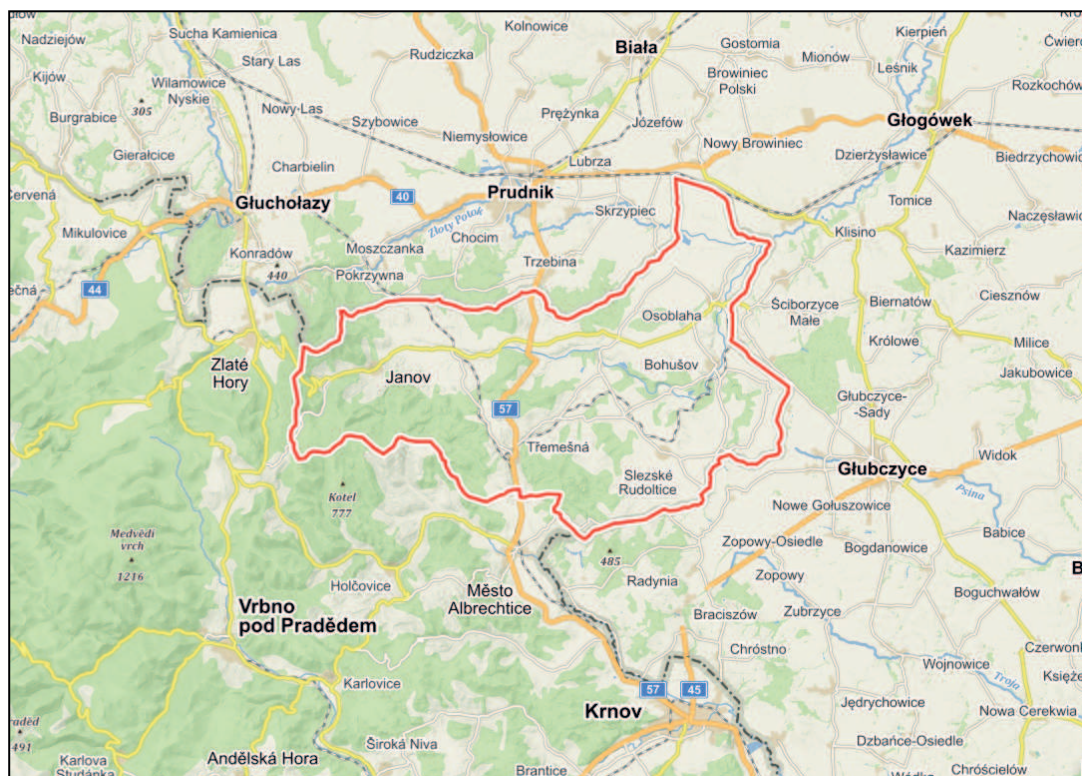 Nadziejów
Sucha Kamienica
Kolnowice
Biała
Gostomia
Kierpień
Rudziczka
Mionów
Kijów
Stary Las
Leśnik
Wilamowice
Nyskie
Browiniec
Polski
Rozkochów
305
Nowy Las
Prężynka
Burgrabice
Szybowice
Józefów
Głogówek
Niemysłowice
Nowy Browiniec
Gierałcice
Charbielin
Lubrza
Dzierżysławice
Biedrzychowice
Červená
Prudnik
40
Głuchołazy
Skrzypiec
Tomice
Złoty Potok
Naczęsławice
Mikulovice
Chocim
Klisino
Moszczanka
Konradów
Kazimierz
Trzebina
440
Pokrzywna
44
Ściborzyce
Małe
Biernatów
Ciesznów
Osoblaha
Królowe
Milice
Zlaté
Hory
Bohušov
Janov
Jakubowice
Głubczyce-
-Sady
57
Třemešná
Głubczyce
Widok
Slezské
Rudoltice
Psina
Kotel
777
Nowe Gołuszowice
Medvědí
vrch
1216
Zopowy-Osiedle
Bogdanowice
Babice
485
Holčovice
Radynia
Zopowy
Město
Albrechtice
Boguchwałów
Vrbno
pod Pradědem
Braciszów
Zubrzyce
Chróstno
Czerwonk
Wojnowice
Karlovice
Troja
57
45
Jędrychowice
Krnov
Nowa Cerekwia
491
Široká Niva
Dzbańce-Osiedle
Karlova
Studánka
Andělská Hora
Brantice
Chróścielów